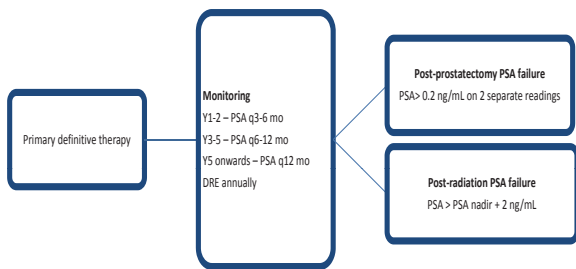 Primary definitive therapy
Monitoring
Y1-2 – PSA q3-6 mo
Y3-5 – PSA q6-12 mo
Y5 onwards – PSA q12 mo
DRE annually
Post-prostatectomy PSA failure
PSA> 0.2 ng/mL on 2 separate readings
Post-radiation PSA failure
PSA > PSA nadir + 2 ng/mL